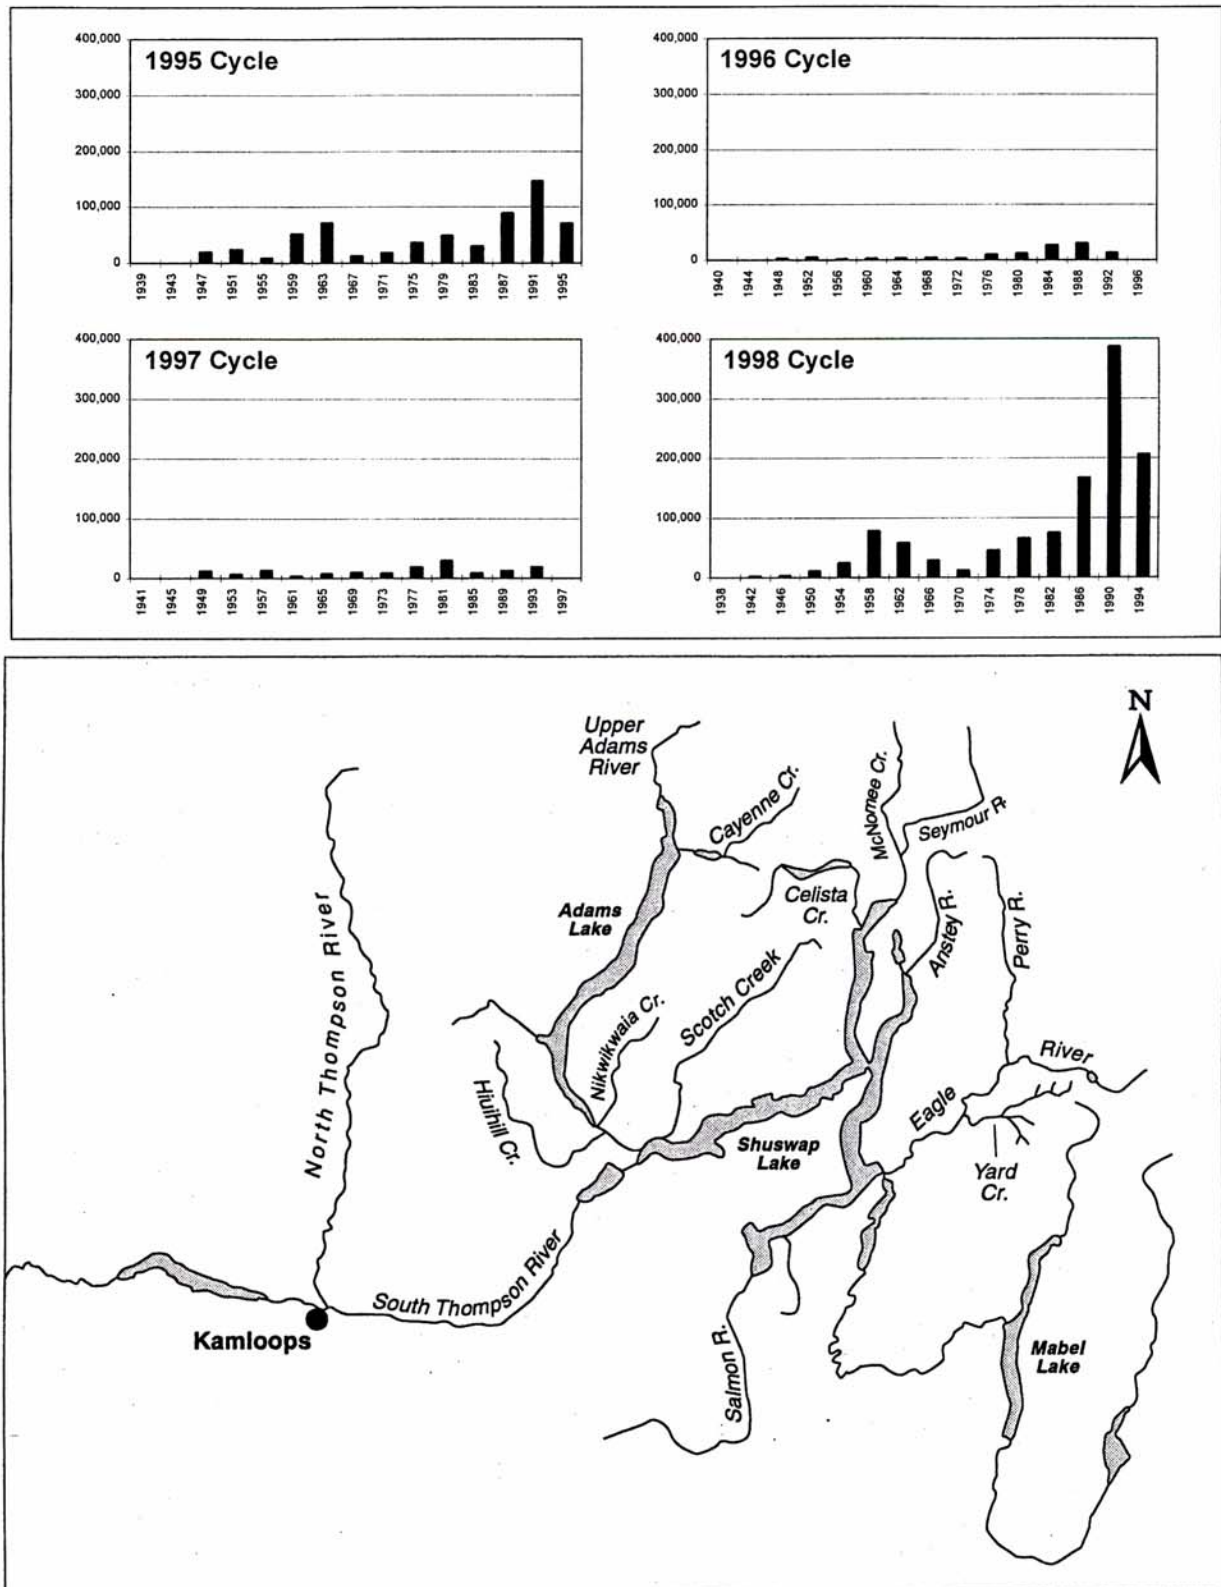 1995 Cycle
400,000
300,000
200,000
100,000
0
1939
1943
1947
1951
1955
1959
1963
1967
1971
1975
1979
1983
1987
1991
1995
1996 Cycle
400,000
300,000
200,000
100,000
0
1940
1944
1948
1952
1956
1960
1964
1968
1972
1976
1980
1984
1988
1992
1996
1997 Cycle
400,000
300,000
200,000
100,000
0
1941
1945
1949
1953
1957
1961
1965
1969
1973
1977
1981
1985
1989
1993
1997
1998 Cycle
400,000
300,000
200,000
100,000
0
1938
1942
1946
1950
1954
1958
1962
1966
1970
1974
1978
1982
1986
1990
1994
N
Upper
Adams
River
Cayenne Cr.
McNomee Cr.
Seymour R
Celista
Cr.
Anstey R.
Perry R.
Adams
Lake
North Thompson River
Scotch Creek
Nikwikwaia Cr.
Hiuihill Cr.
River
Eagle
Shuswap
Lake
Yard
Cr.
South Thompson River
Kamloops
Salmon R.
Mabel
Lake